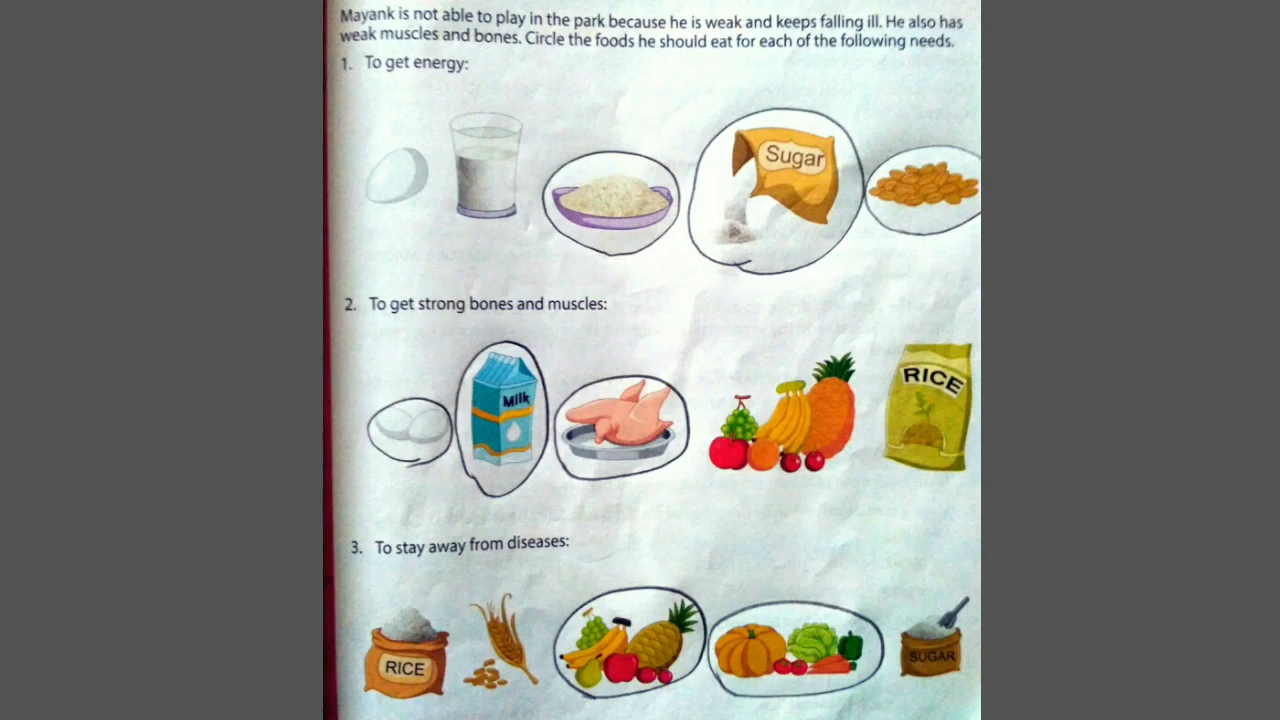 Mayank is not able to play in the park because he is weak and keeps falling ill. He also has
weak muscles and bones. Circle the foods he should eat for each of the following needs.
1. To get energy:
Sugar
2. To get strong bones and muscles:
Milk
RICE
3. To stay away from diseases:
RICE
SUGAR